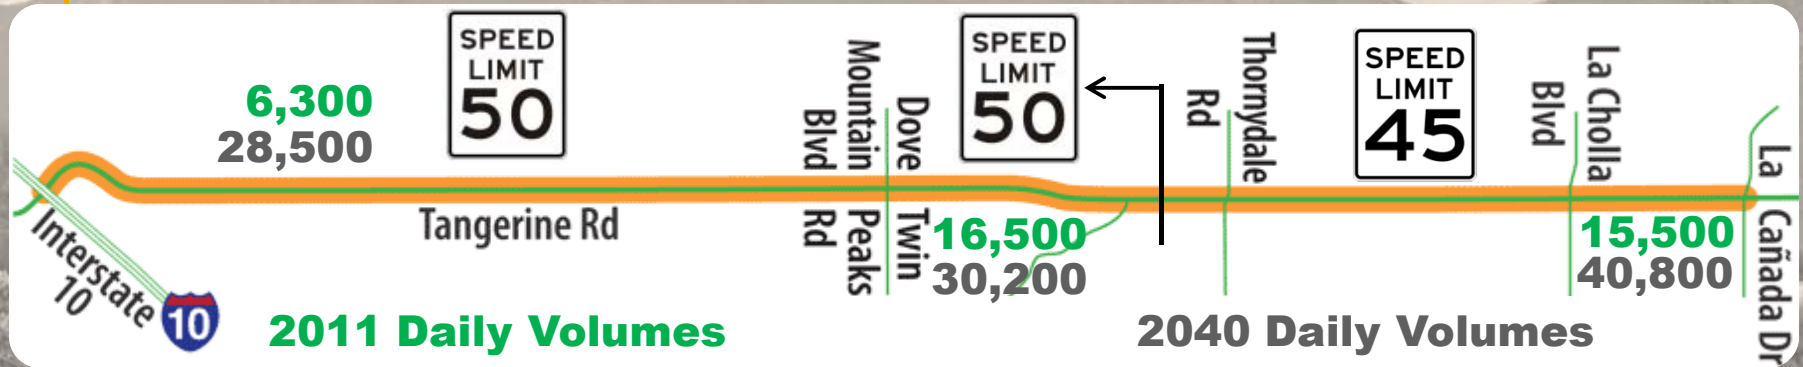 SPEED
LIMIT
50
6,300
28,500
Mountain
Blvd
Dove
SPEED
LIMIT
50
Thornydale
Rd
SPEED
LIMIT
45
La Cholla
Blvd
La
Cañada Dr
Tangerine Rd
Twin
Peaks
Rd
16,500
30,200
15,500
40,800
Interstate
10
10
2011 Daily Volumes
2040 Daily Volumes